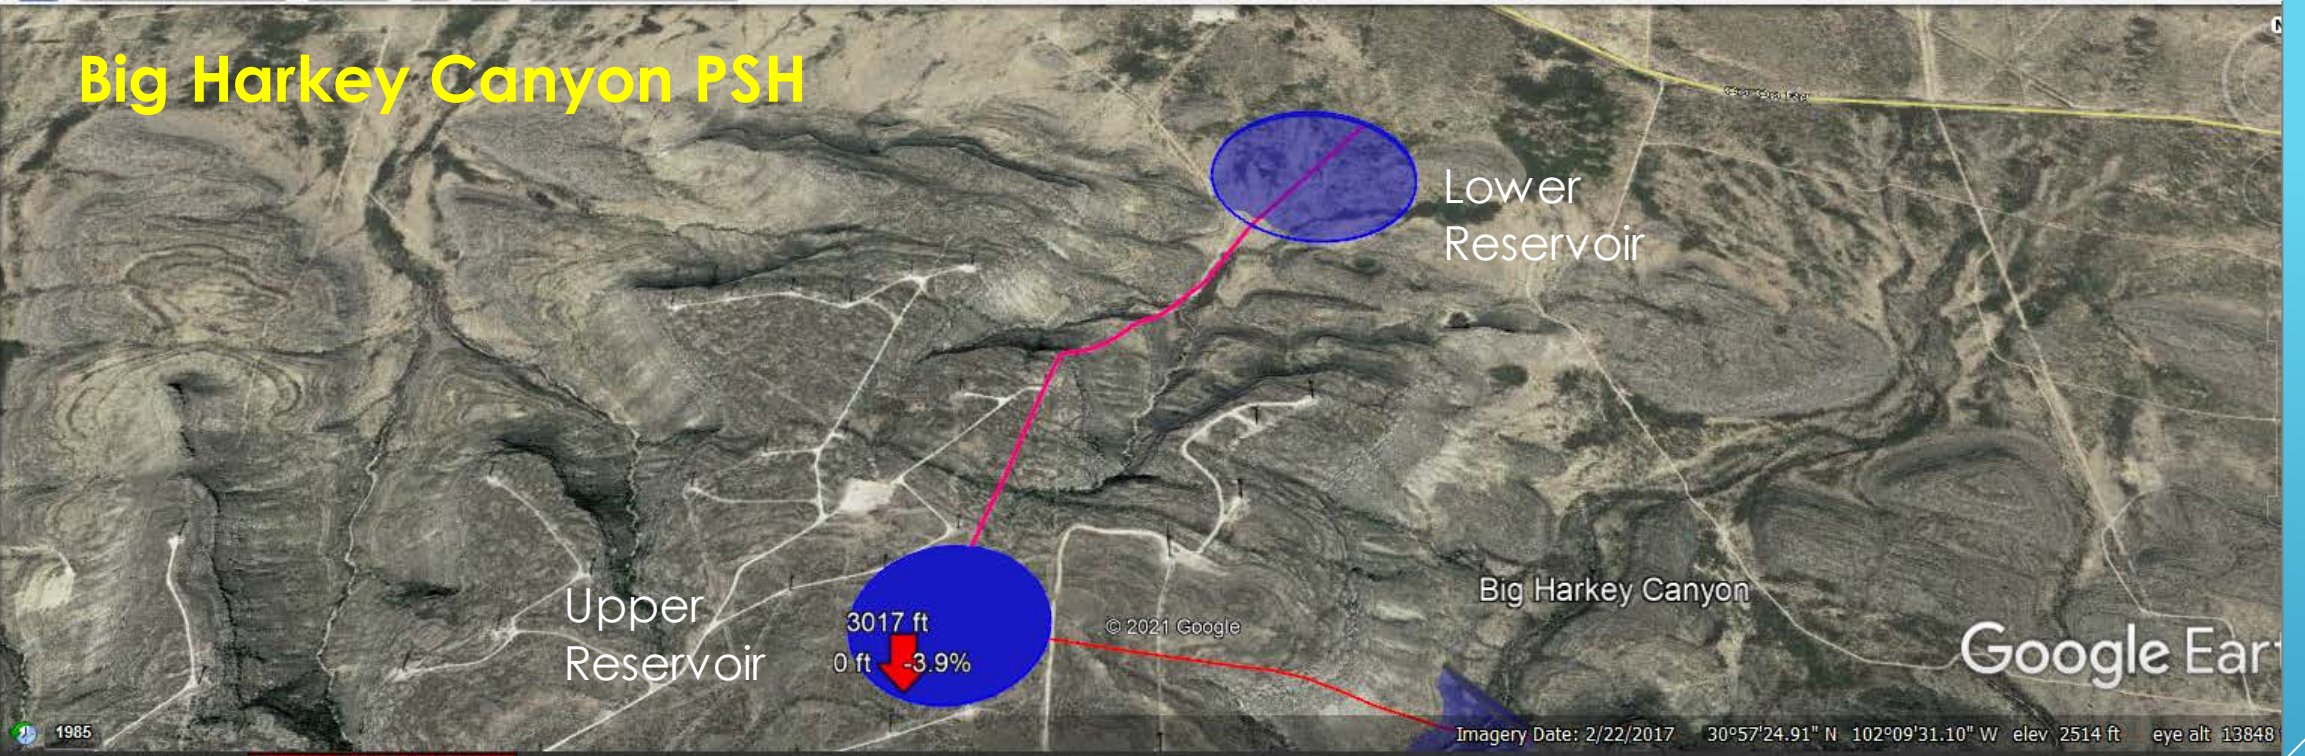 Big Harkey Canyon PSH
Lower
Reservoir
Upper
Reservoir
3017 ft
0 ft -3.9%
© 2021 Google
Big Harkey Canyon
Google Ear
1985
Imagery Date: 2/22/2017 30°57'24.91" N 102°09'31.10" W elev 2514 ft eye alt 13848